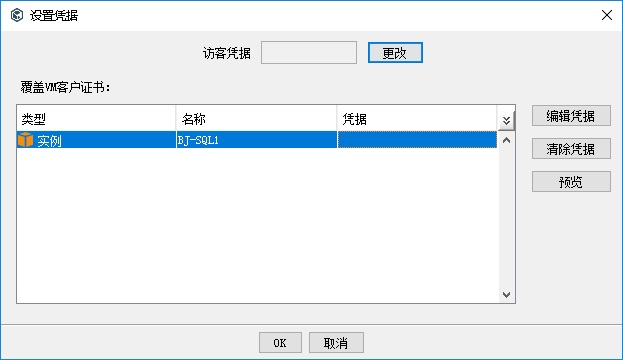 设置凭据
访客凭据 更改
覆盖VM客户证书：
类型 名称 凭据
实例 BJ-SQL1
编辑凭据
清除凭据
预览
OK 取消